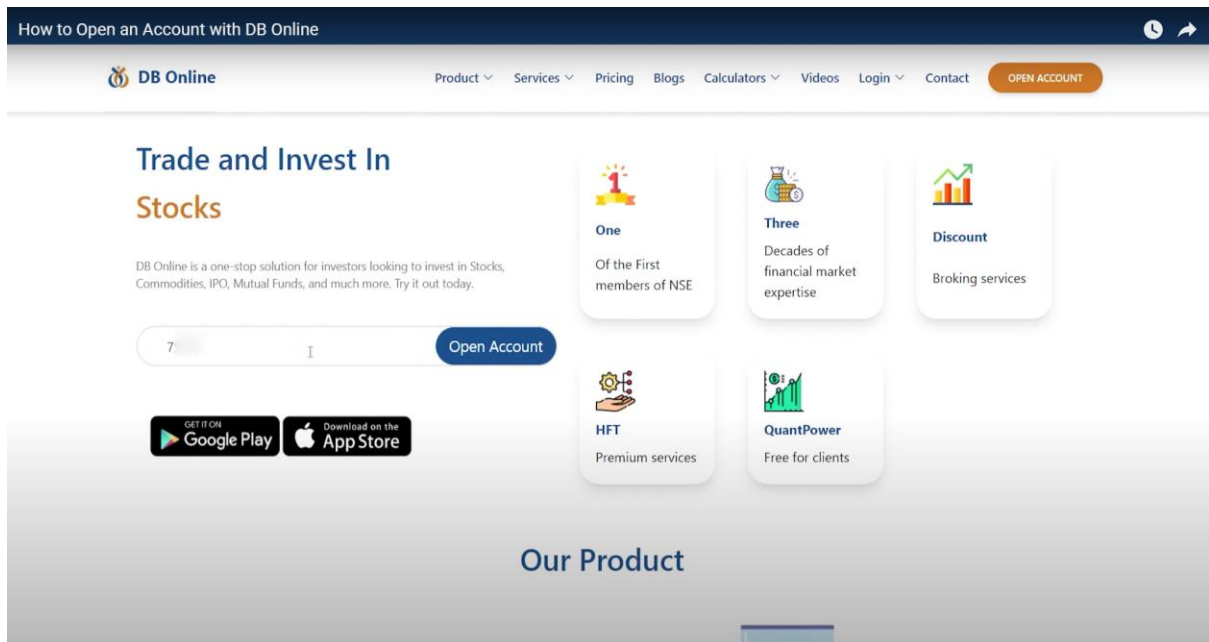 How to Open an Account with DB Online
DB Online
Product Services Pricing Blogs Calculators Videos Login Contact OPEN ACCOUNT
Trade and Invest In
Stocks
DB Online is a one-stop solution for investors looking to invest in Stocks,
Commodities, IPO, Mutual Funds, and much more. Try it out today.
7
Open Account
GET IT ON
Google Play
Download on the
App Store
1
One
Of the First
members of NSE
Three
Decades of
financial market
expertise
Discount
Broking services
HFT
Premium services
QuantPower
Free for clients
Our Product